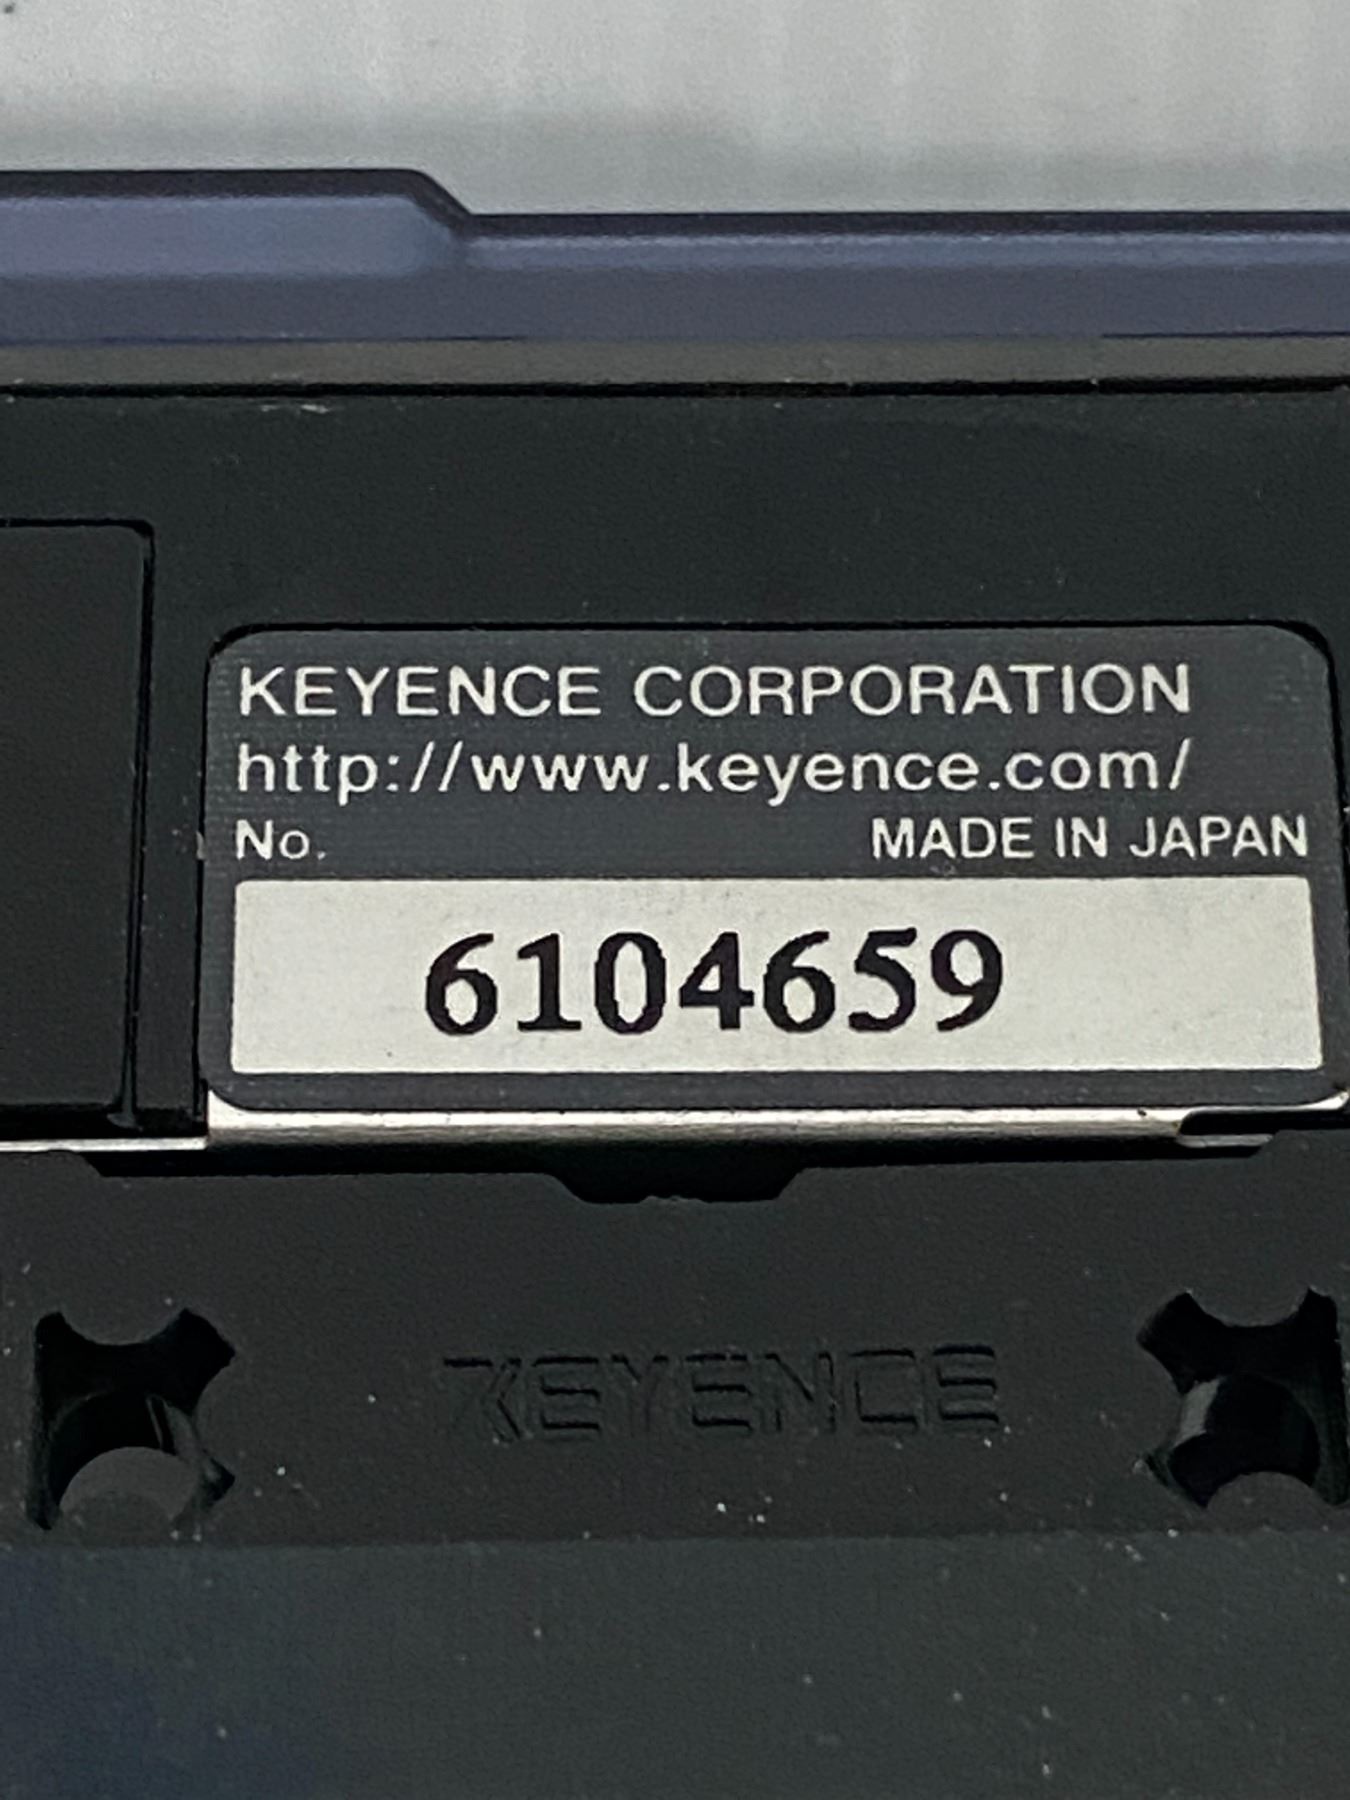 KEYENCE CORPORATION
http://www.keyence.com/
No. MADE IN JAPAN
6104659
KEYENCE